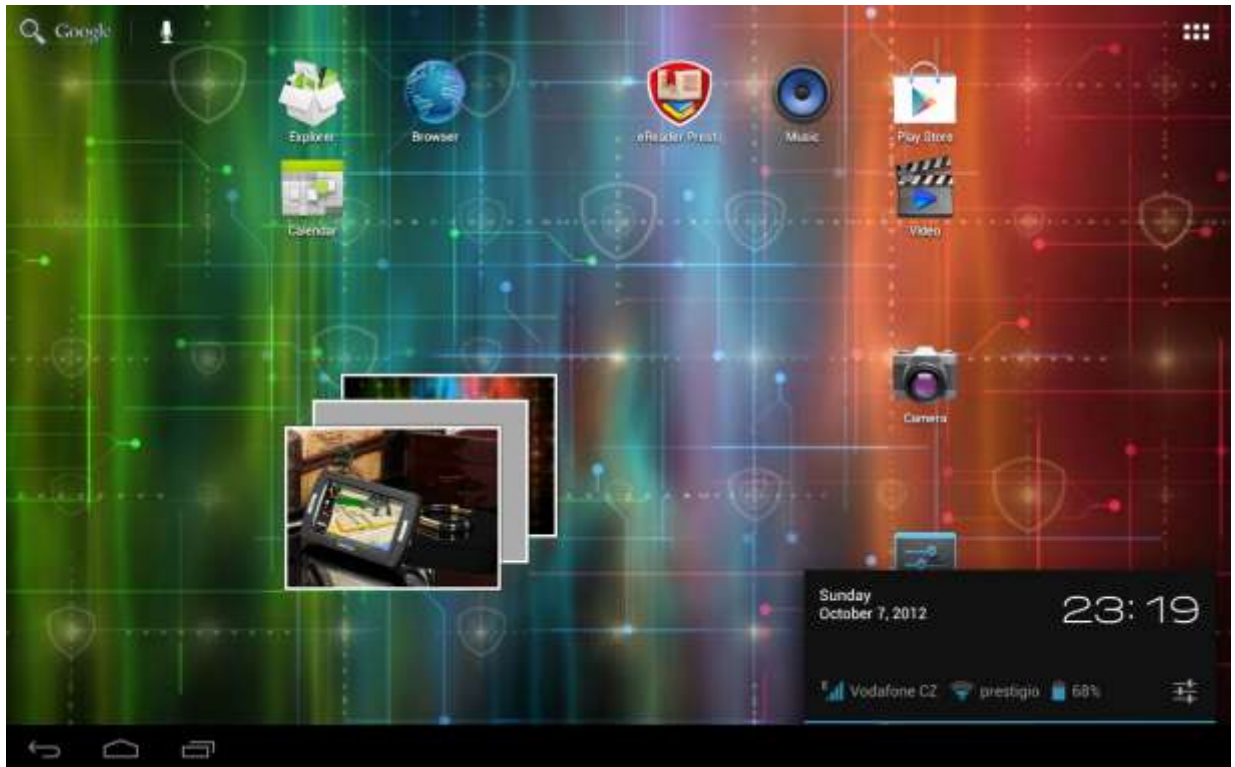 Google
Explorer
Browser
eReader Prest
Music
Play Store
Calendar
Video
Camera
Sunday
October 7, 2012
23:19
E
Vodafone CZ
prestigio
68%